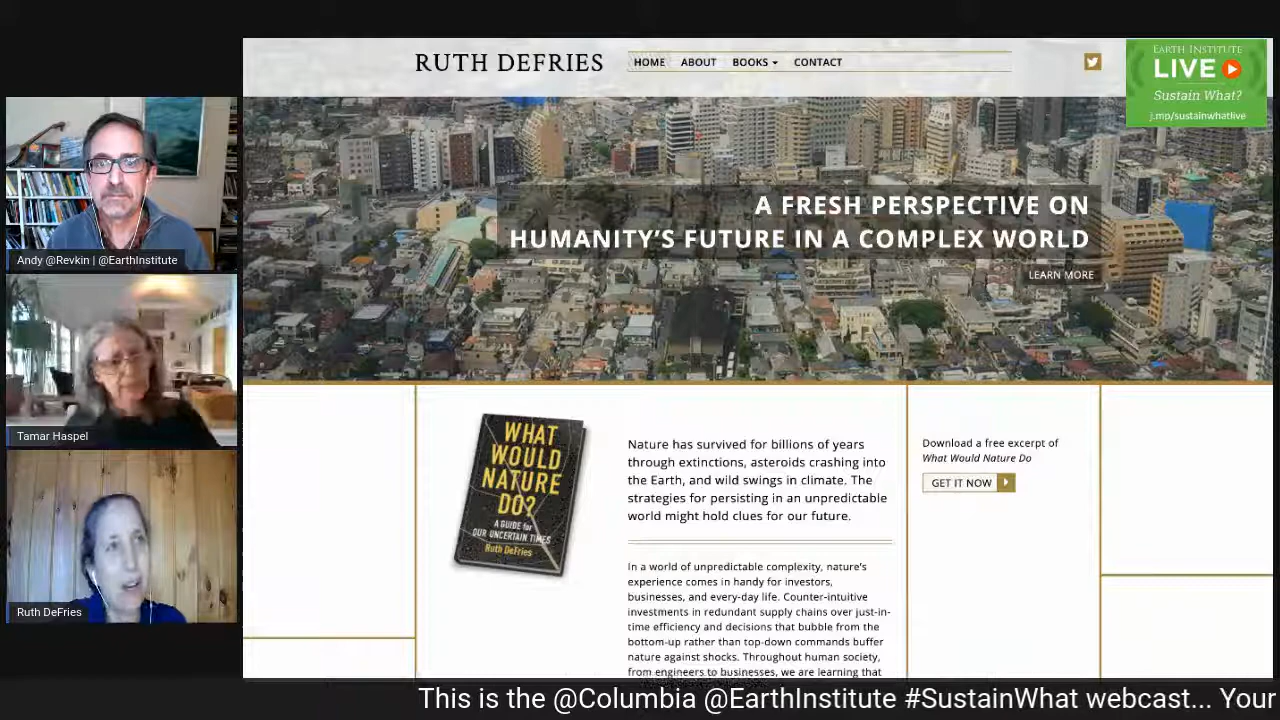 RUTH DEFRIES
HOME ABOUT BOOKS CONTACT
EARTH INSTITUTE
LIVE
Sustain What?
j.mp/sustainwhatlive
A FRESH PERSPECTIVE ON
HUMANITY'S FUTURE IN A COMPLEX WORLD
LEARN MORE
Andy @Revkin | @EarthInstitute
Tamar Haspel
Ruth DeFries
WHAT
WOULD
NATURE
DO?
A GUIDE for
OUR UNCERTAIN TIMES
Ruth DeFries
Nature has survived for billions of years
through extinctions, asteroids crashing into
the Earth, and wild swings in climate. The
strategies for persisting in an unpredictable
world might hold clues for our future.
In a world of unpredictable complexity, nature's
experience comes in handy for investors,
businesses, and every-day life. Counter-intuitive
investments in redundant supply chains over just-in-
time efficiency and decisions that bubble from the
bottom-up rather than top-down commands buffer
nature against shocks. Throughout human society,
from engineers to businesses, we are learning that
Download a free excerpt of
What Would Nature Do
GET IT NOW
This is the @Columbia @EarthInstitute #SustainWhat webcast... Your